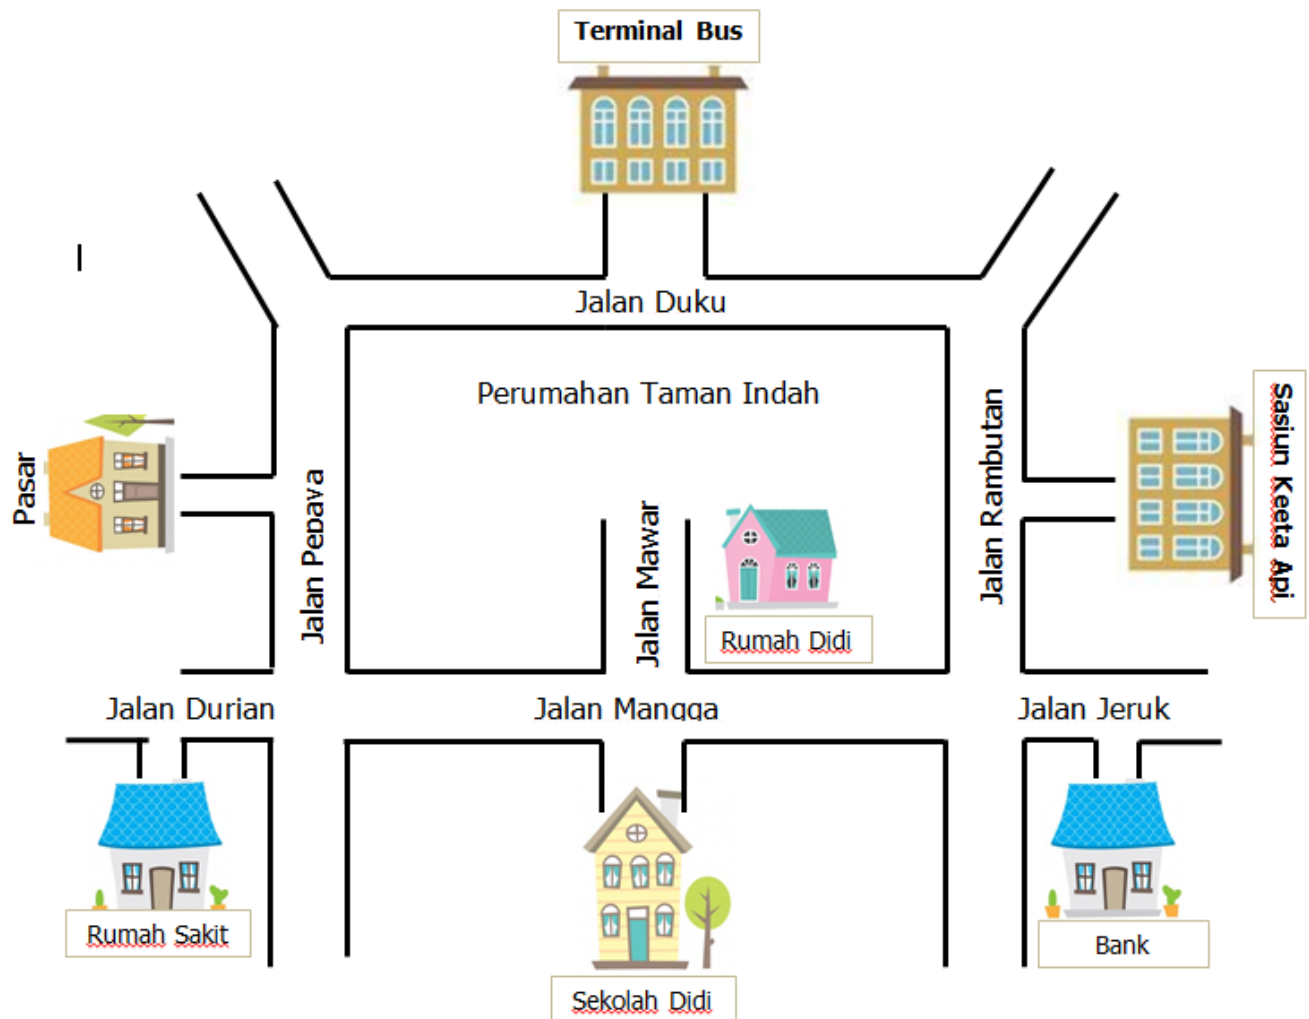 Terminal Bus
Jalan Duku
Perumahan Taman Indah
Pasar
Jalan Pepaya
Jalan Mawar
Rumah Didi
Jalan Rambutan
Sasiun Keeta Api
Jalan Durian
Jalan Mangga
Jalan Jeruk
Rumah Sakit
Sekolah Didi
Bank